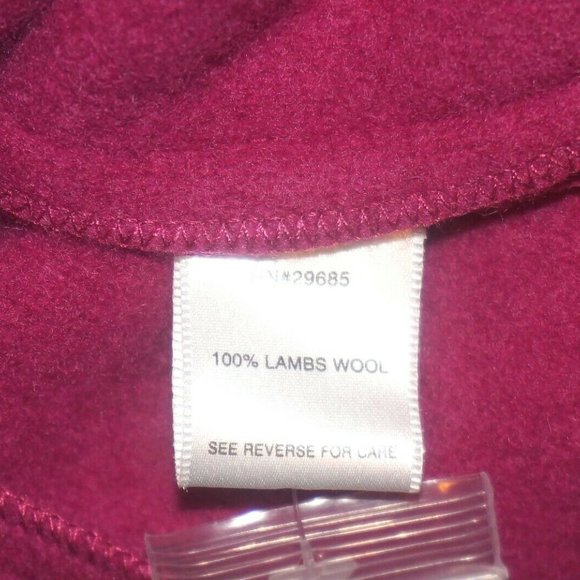 RN#29685
100% LAMBS WOOL
SEE REVERSE FOR CARE